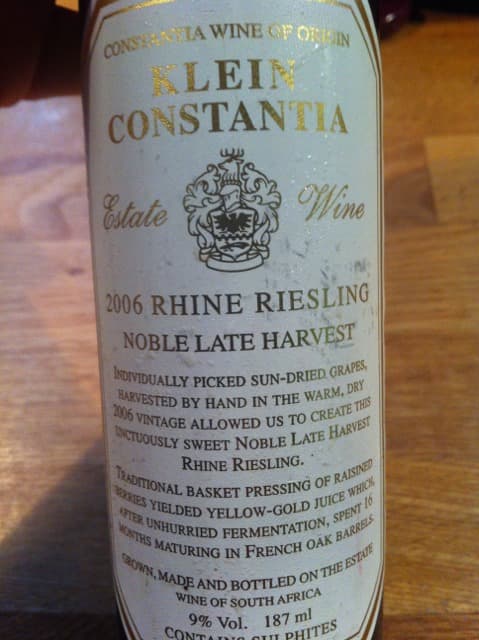 CONSTANTIA WINE OF ORIGIN
KLEIN
CONSTANTIA
Estate Wine
2006 RHINE RIESLING
NOBLE LATE HARVEST
INDIVIDUALLY PICKED SUN-DRIED GRAPES,
HARVESTED BY HAND IN THE WARM, DRY
2006 VINTAGE ALLOWED US TO CREATE THIS
UNCTUOUSLY SWEET NOBLE LATE HARVEST
RHINE RIESLING.
TRADITIONAL BASKET PRESSING OF RAISINED
BERRIES YIELDED YELLOW-GOLD JUICE WHICH,
AFTER UNHURRIED FERMENTATION, SPENT 16
MONTHS MATURING IN FRENCH OAK BARRELS.
GROWN, MADE AND BOTTLED ON THE ESTATE
WINE OF SOUTH AFRICA
9% Vol. 187 ml
CONTAINS SULPHITES